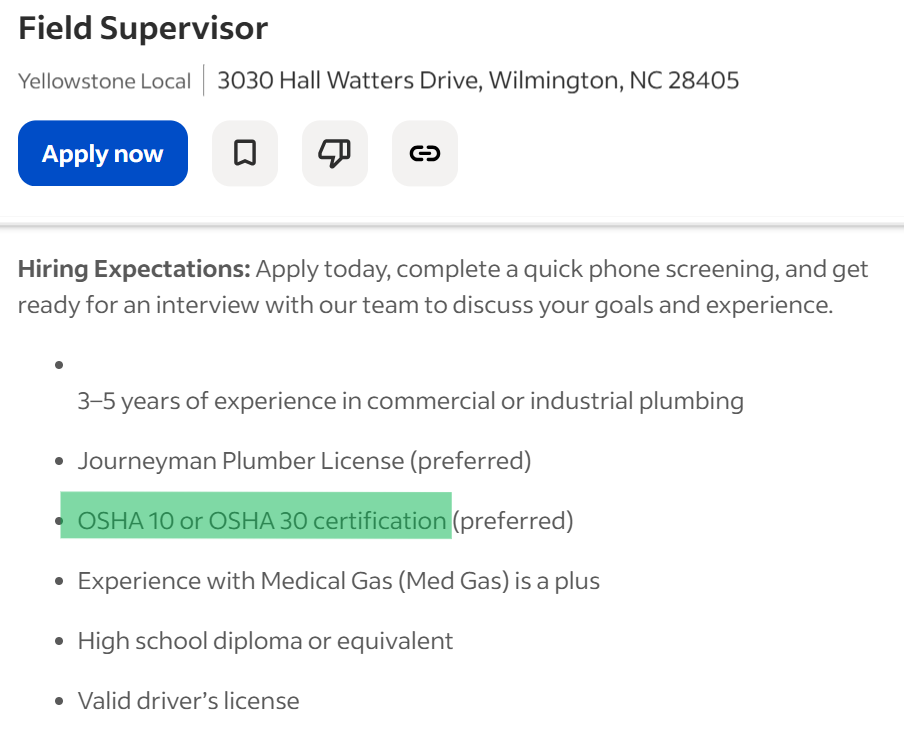 Field Supervisor
Yellowstone Local
3030 Hall Watters Drive, Wilmington, NC 28405
Apply now
Hiring Expectations: Apply today, complete a quick phone screening, and get
ready for an interview with our team to discuss your goals and experience.
3–5 years of experience in commercial or industrial plumbing
Journeyman Plumber License (preferred)
OSHA 10 or OSHA 30 certification (preferred)
Experience with Medical Gas (Med Gas) is a plus
High school diploma or equivalent
Valid driver’s license